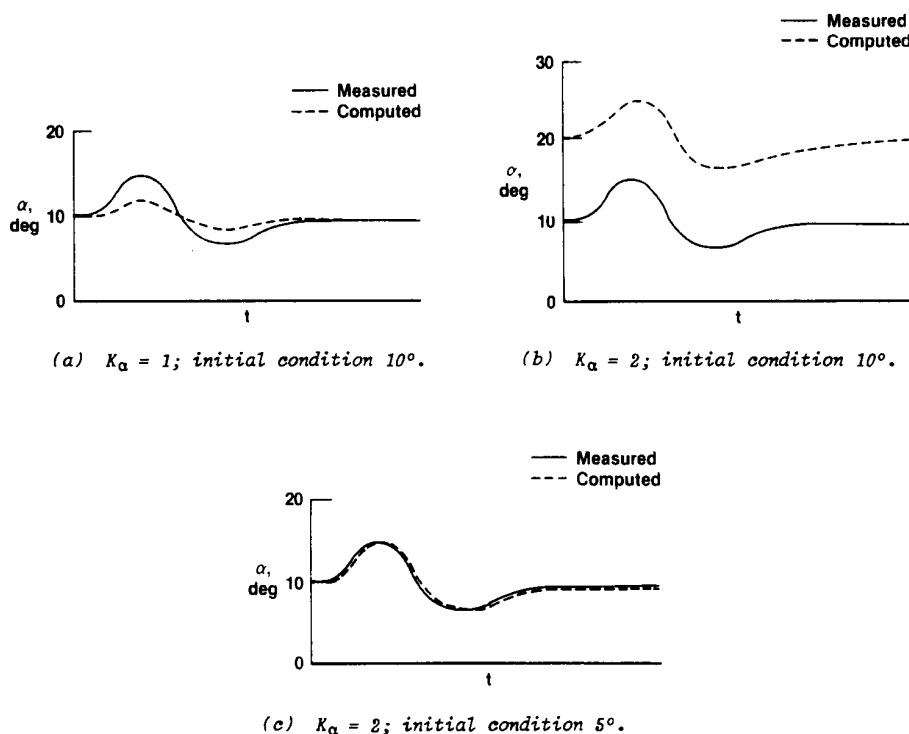 Measured
Computed
20
α,
deg
10
0
t
(a) Kα = 1; initial condition 10°.
Measured
Computed
30
α,
deg
20
10
0
t
(b) Kα = 2; initial condition 10°.
Measured
Computed
20
α,
deg
10
0
t
(c) Kα = 2; initial condition 5°.